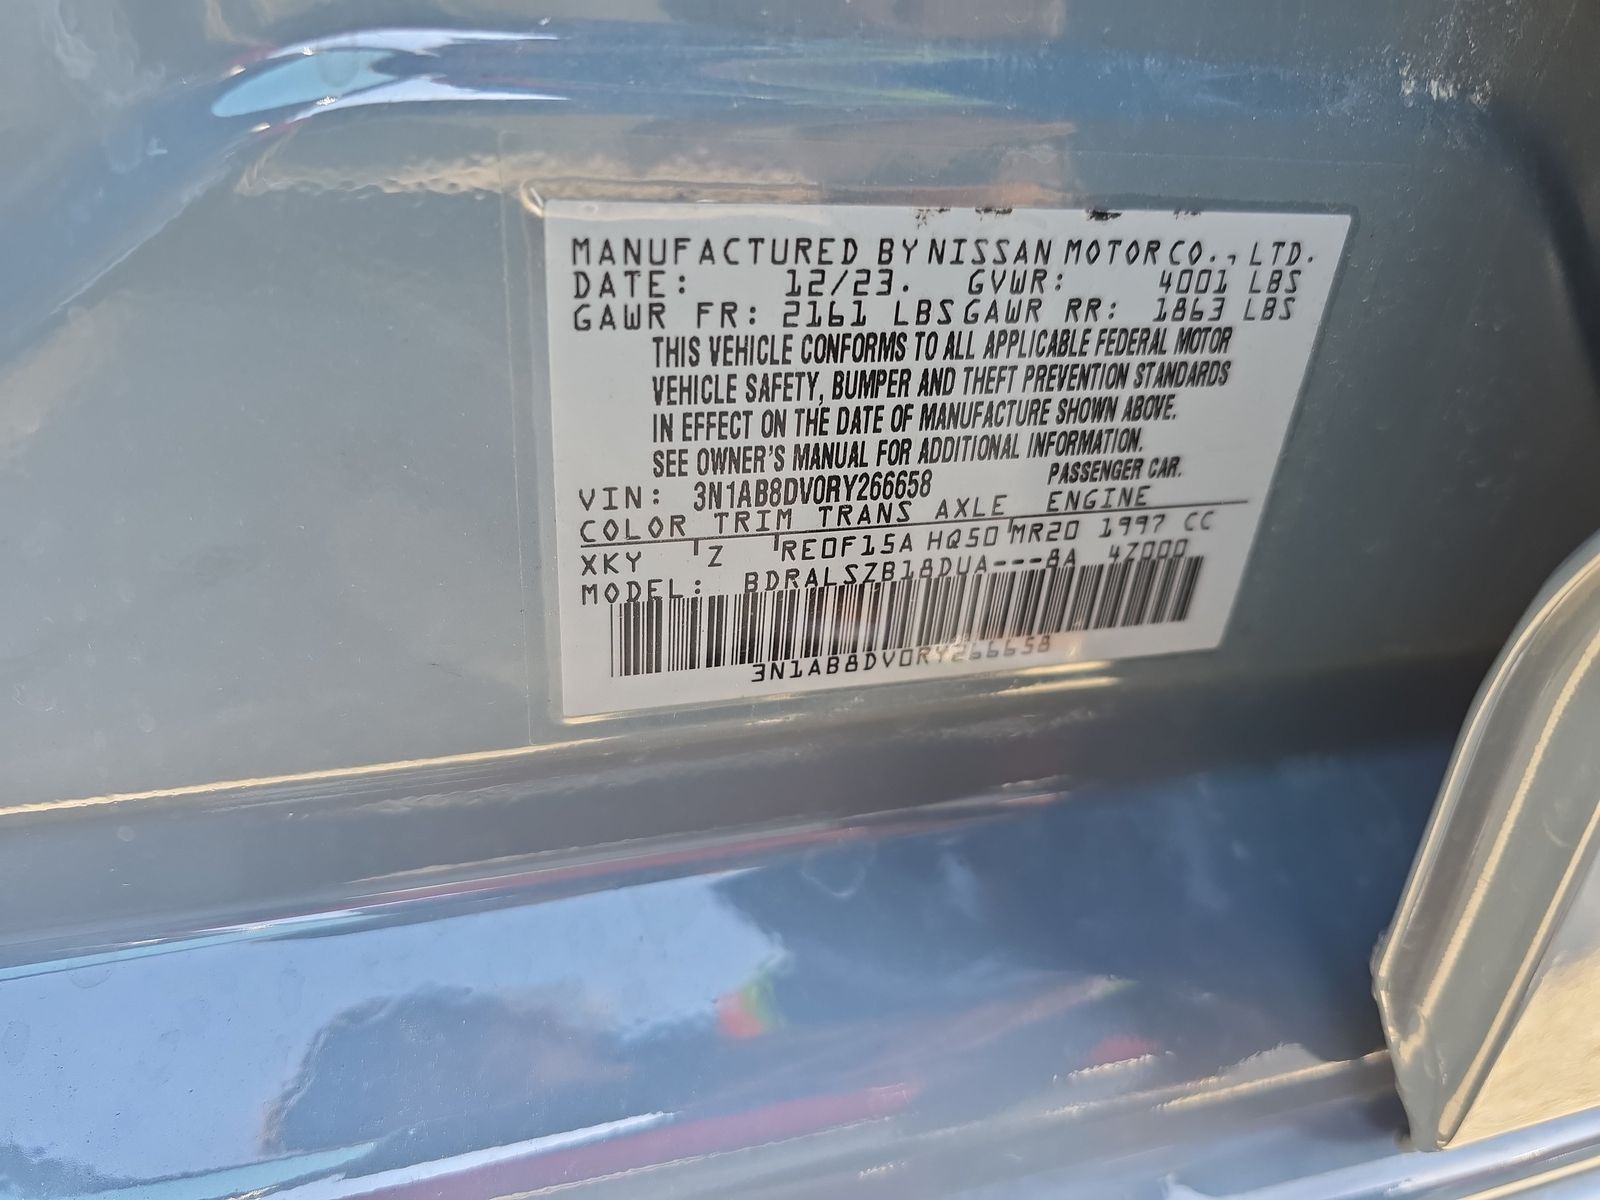 MANUFACTURED BY NISSAN MOTOR CO., LTD.
DATE: 12/23. GVWR: 4001 LBS
GAWR FR: 2161 LBS GAWR RR: 1863 LBS
THIS VEHICLE CONFORMS TO ALL APPLICABLE FEDERAL MOTOR
VEHICLE SAFETY, BUMPER AND THEFT PREVENTION STANDARDS
IN EFFECT ON THE DATE OF MANUFACTURE SHOWN ABOVE.
SEE OWNER'S MANUAL FOR ADDITIONAL INFORMATION.
VIN: 3N1AB8DV0RY266658 PASSENGER CAR.
COLOR TRIM TRANS AXLE ENGINE
XKY Z RE0F15A HQ50 MR20 1997 CC
MODEL: BDRALSZB18DUA---8A 4Z000
3N1AB8DV0RY266658